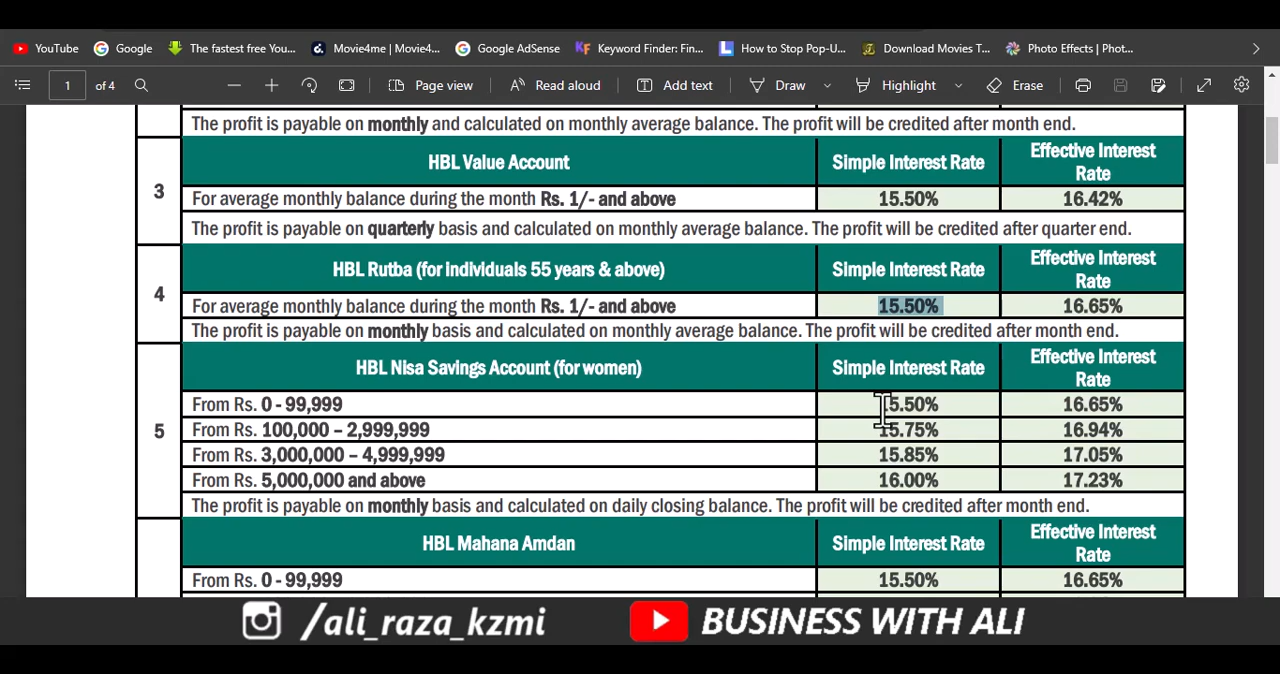 YouTube Google The fastest free You... Movie4me | Movie4... Google AdSense Keyword Finder: Fin... How to Stop Pop-U... Download Movies T... Photo Effects | Phot...
1 of 4 Page view Read aloud Add text Draw Highlight Erase
The profit is payable on monthly and calculated on monthly average balance. The profit will be credited after month end.
3
HBL Value Account Simple Interest Rate Effective Interest Rate
For average monthly balance during the month Rs. 1/- and above 15.50% 16.42%
The profit is payable on quarterly basis and calculated on monthly average balance. The profit will be credited after quarter end.
4
HBL Rutba (for Individuals 55 years & above) Simple Interest Rate Effective Interest Rate
For average monthly balance during the month Rs. 1/- and above 15.50% 16.65%
The profit is payable on monthly basis and calculated on monthly average balance. The profit will be credited after month end.
5
HBL Nisa Savings Account (for women) Simple Interest Rate Effective Interest Rate
From Rs. 0 - 99,999 15.50% 16.65%
From Rs. 100,000 – 2,999,999 15.75% 16.94%
From Rs. 3,000,000 – 4,999,999 15.85% 17.05%
From Rs. 5,000,000 and above 16.00% 17.23%
The profit is payable on monthly basis and calculated on daily closing balance. The profit will be credited after month end.
HBL Mahana Amdan Simple Interest Rate Effective Interest Rate
From Rs. 0 - 99,999 15.50% 16.65%
/ali_raza_kzmi BUSINESS WITH ALI